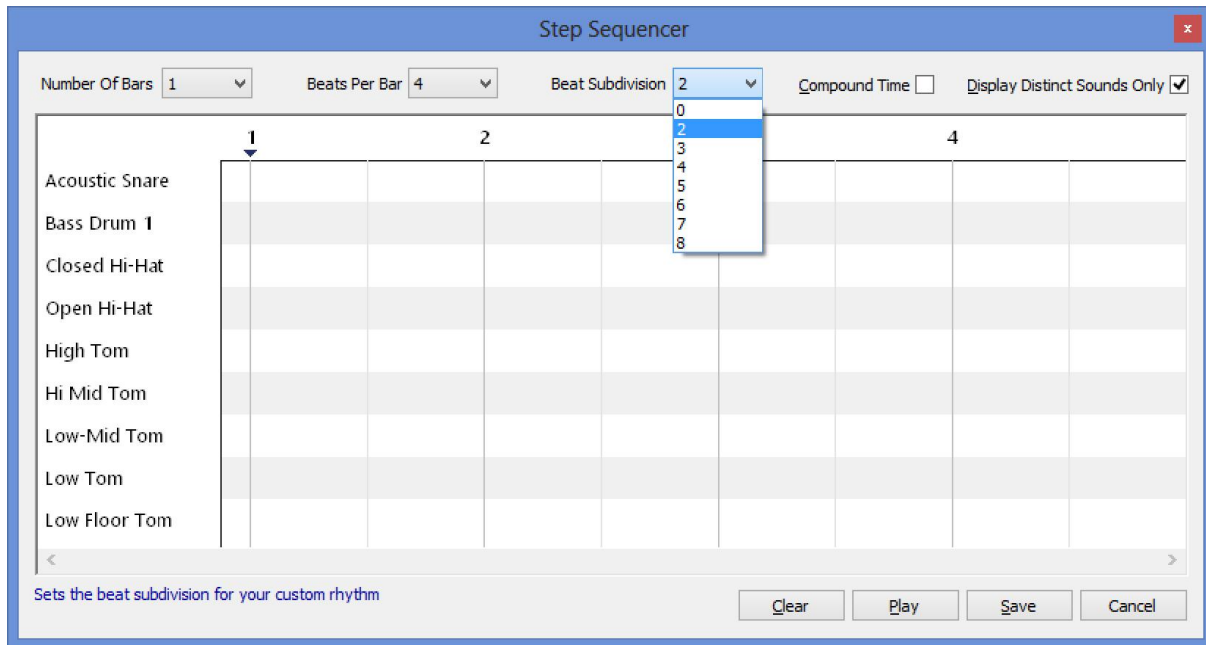 Step Sequencer
x
Number Of Bars 1 Beats Per Bar 4 Beat Subdivision 2 Compound Time Display Distinct Sounds Only
0
2
3
4
5
6
7
8
1 2 4
Acoustic Snare
Bass Drum 1
Closed Hi-Hat
Open Hi-Hat
High Tom
Hi Mid Tom
Low-Mid Tom
Low Tom
Low Floor Tom
Sets the beat subdivision for your custom rhythm
Clear Play Save Cancel